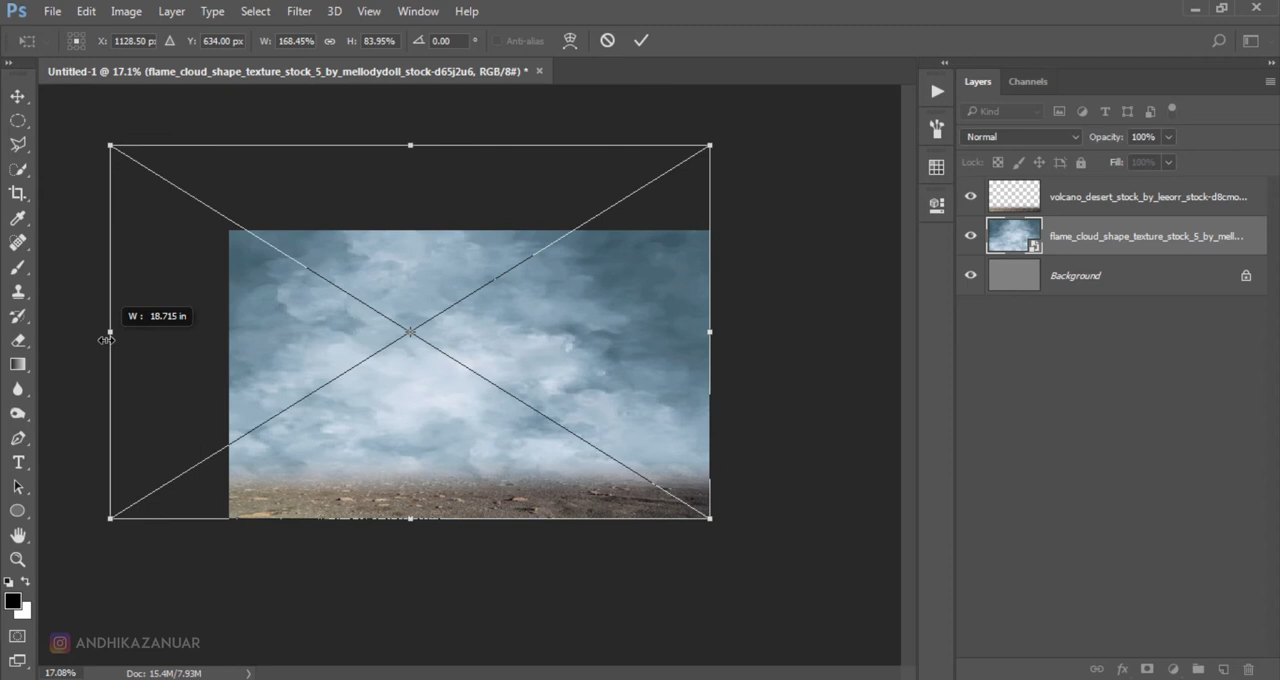 Ps File Edit Image Layer Type Select Filter 3D View Window Help
X: 1128.50 px Y: 634.00 px W: 168.45% H: 83.95% 0.00 ° Anti-alias
Untitled-1 @ 17.1% (flame_cloud_shape_texture_stock_5_by_mellodydoll_stock-d65j2u6, RGB/8#) * ×
Layers Channels
Kind
Normal Opacity: 100%
Lock: Fill: 100%
volcano_desert_stock_by_leeorr_stock-d8cmo...
flame_cloud_shape_texture_stock_5_by_mell...
Background
W : 18.715 in
ANDHIKAZANUAR
17.08% Doc: 15.4M/7.93M